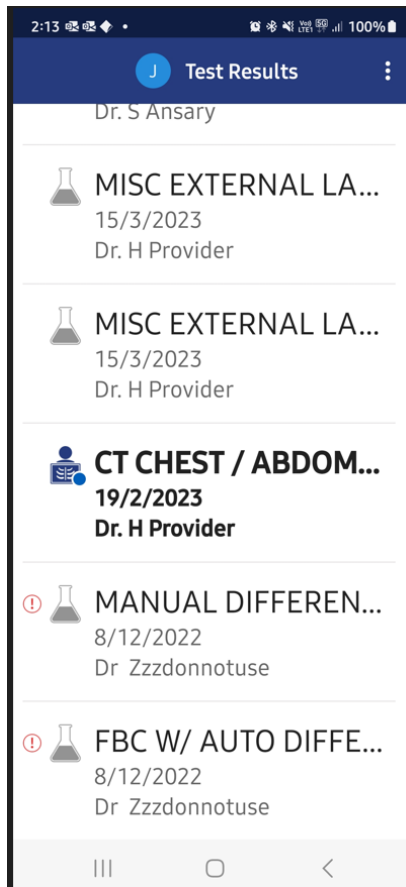 2:13 100%
J Test Results
Dr. S Ansary
MISC EXTERNAL LA...
15/3/2023
Dr. H Provider
MISC EXTERNAL LA...
15/3/2023
Dr. H Provider
CT CHEST / ABDOM...
19/2/2023
Dr. H Provider
MANUAL DIFFEREN...
8/12/2022
Dr Zzzdonnotuse
FBC W/ AUTO DIFFE...
8/12/2022
Dr Zzzdonnotuse